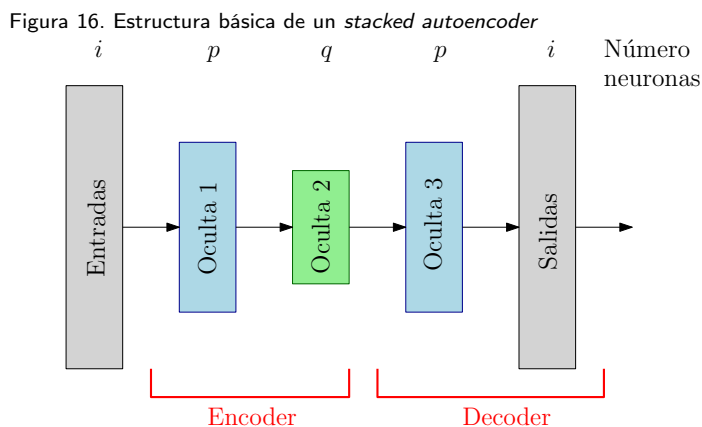 Figura 16. Estructura básica de un stacked autoencoder
i p q p i Número
neuronas
Entradas
Oculta 1
Oculta 2
Oculta 3
Salidas
Encoder Decoder